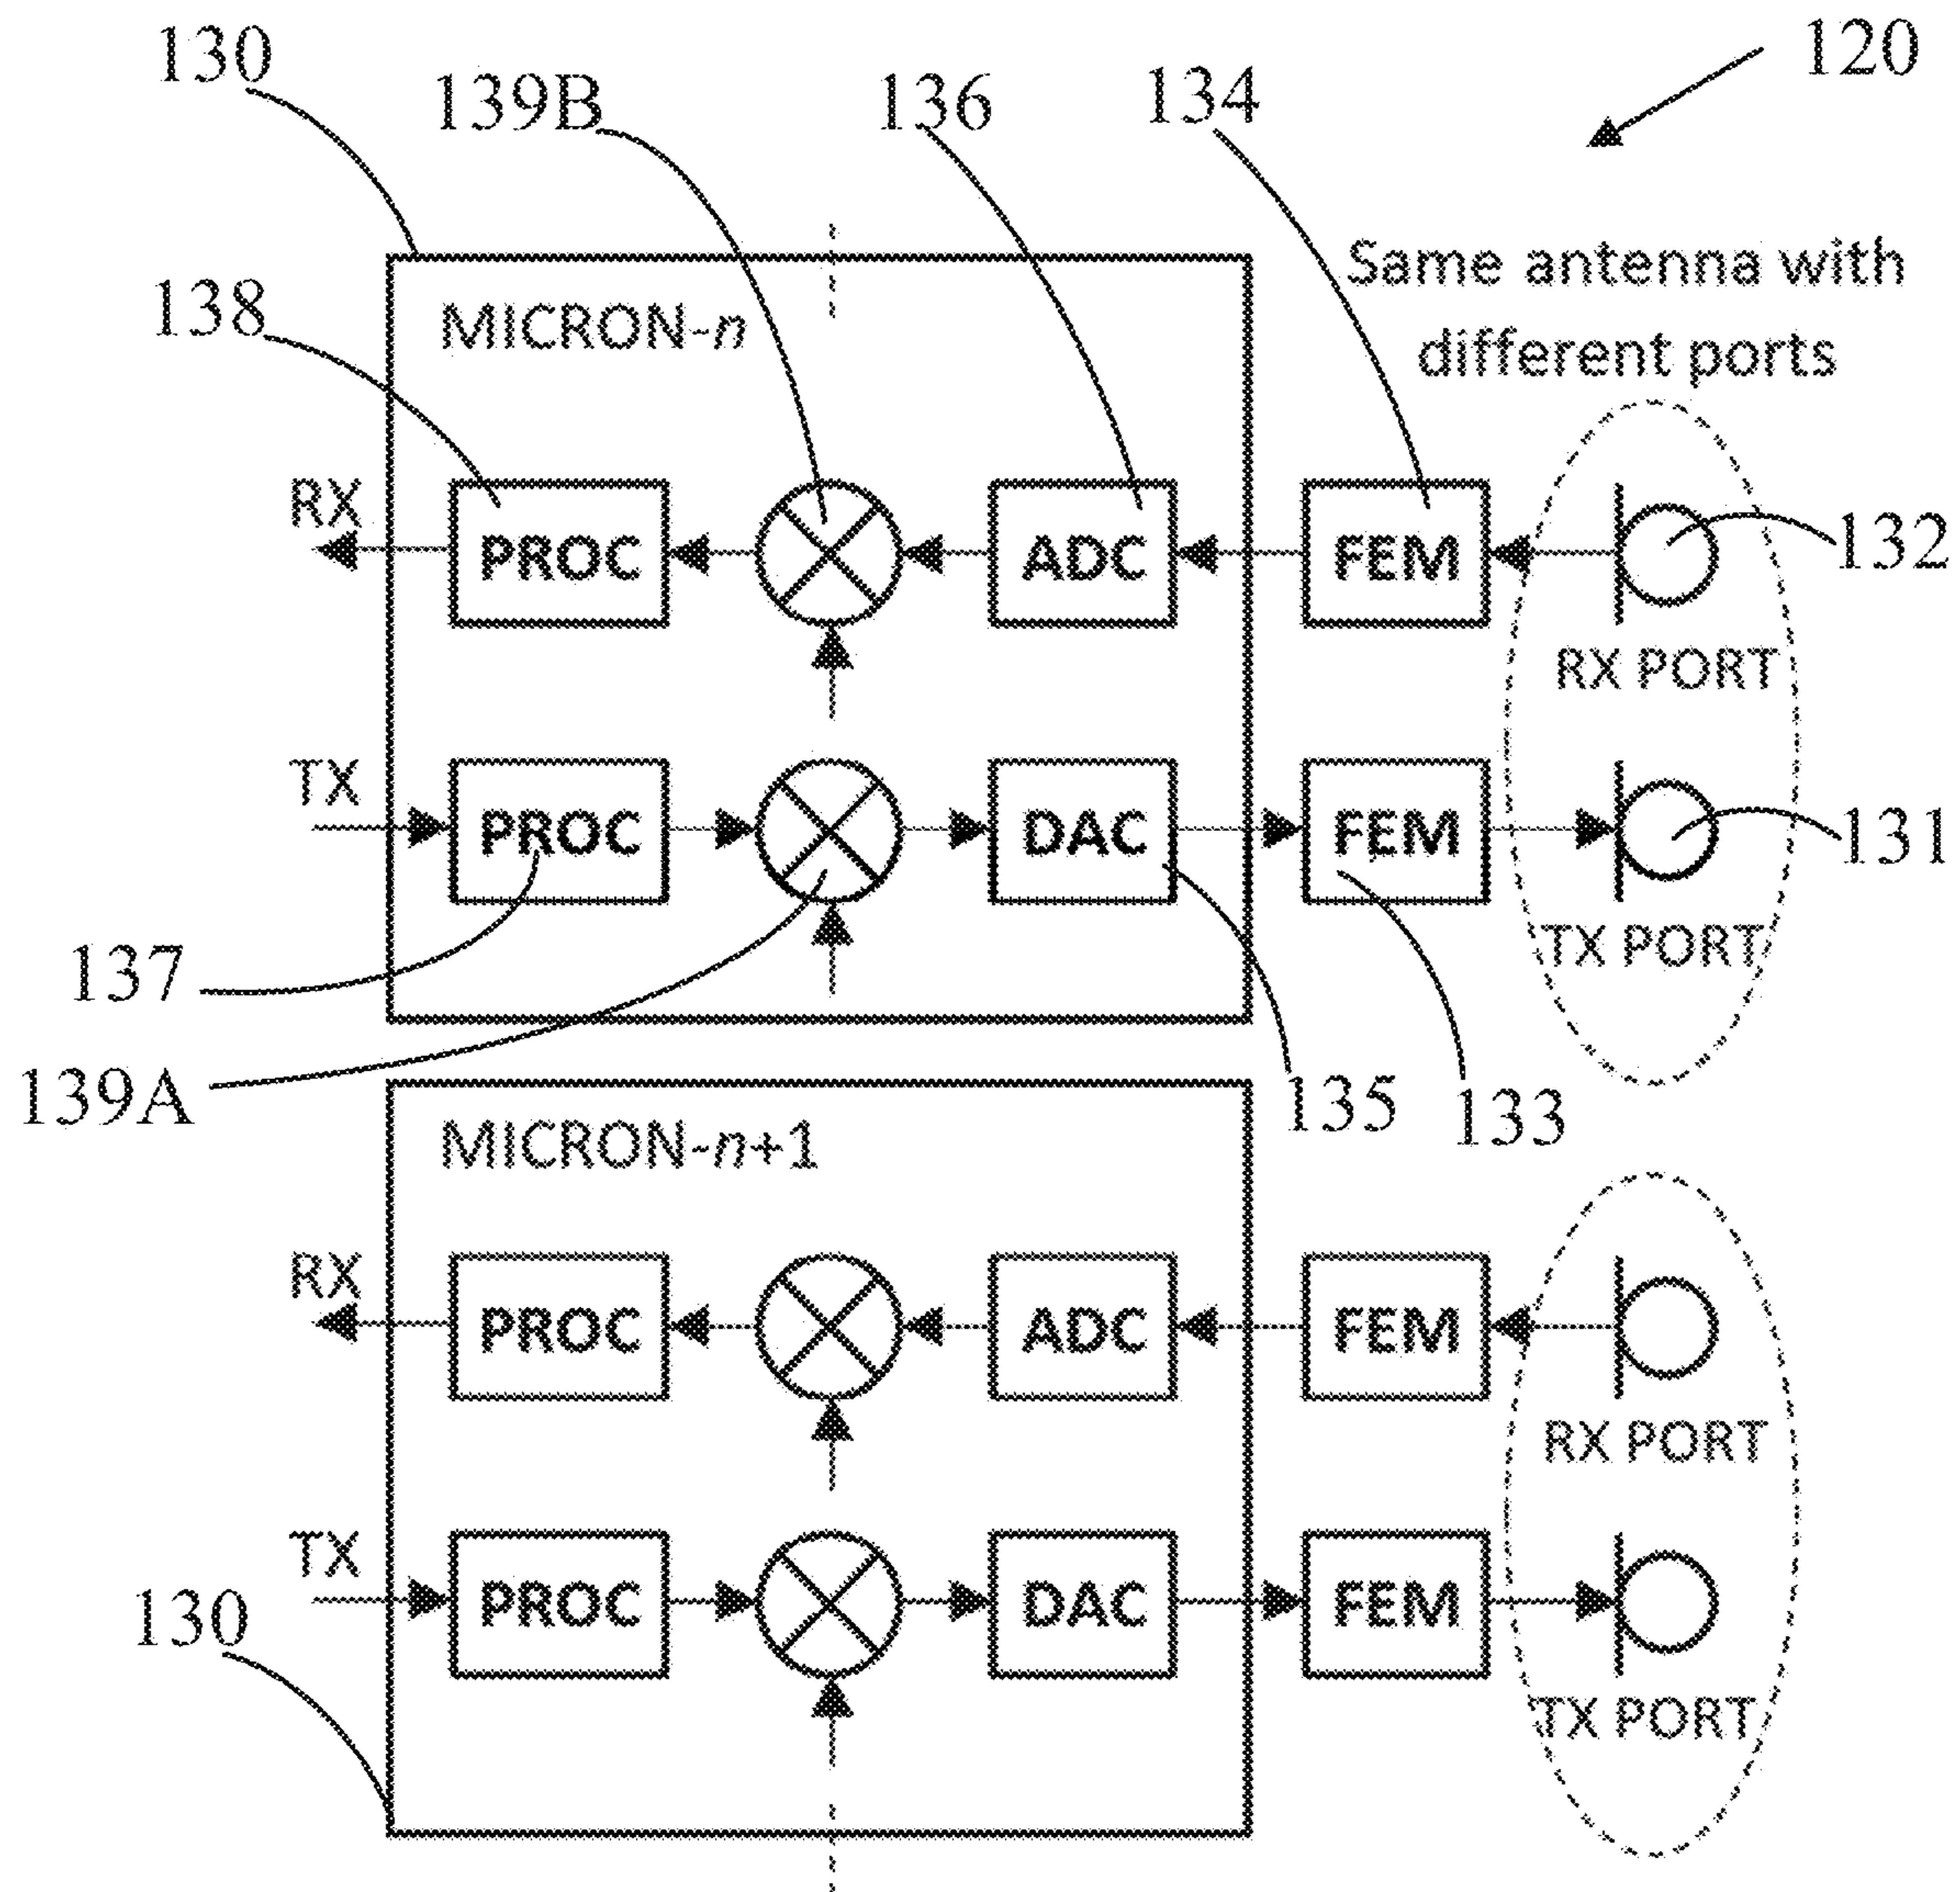 130
139B
136
134
120
Same antenna with
different ports
138
MICRON-n
RX
PROC
ADC
FEM
132
RX PORT
TX
PROC
DAC
FEM
131
TX PORT
137
139A
135
133
MICRON-n+1
RX
PROC
ADC
FEM
RX PORT
TX
PROC
DAC
FEM
130
TX PORT